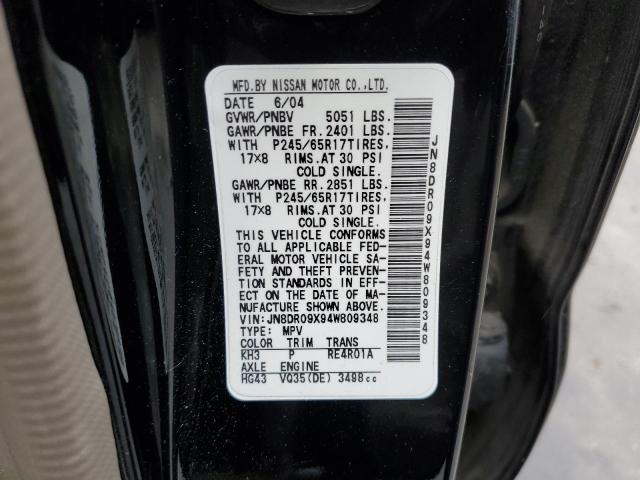 MFD.BY NISSAN MOTOR CO.,LTD.
DATE 6/04
GVWR/PNBV 5051 LBS.
GAWR/PNBE FR. 2401 LBS.
WITH P245/65R17TIRES,
17X8 RIMS.AT 30 PSI
COLD SINGLE.
GAWR/PNBE RR. 2851 LBS.
WITH P245/65R17TIRES,
17X8 RIMS.AT 30 PSI
COLD SINGLE.
THIS VEHICLE CONFORMS
TO ALL APPLICABLE FED-
ERAL MOTOR VEHICLE SA-
FETY AND THEFT PREVEN-
TION STANDARDS IN EFF-
ECT ON THE DATE OF MA-
NUFACTURE SHOWN ABOVE.
VIN:JN8DR09X94W809348
TYPE: MPV
COLOR TRIM TRANS
KH3 P RE4R01A
AXLE ENGINE
HG43 VQ35(DE) 3498cc
JN8DR09X94W809348